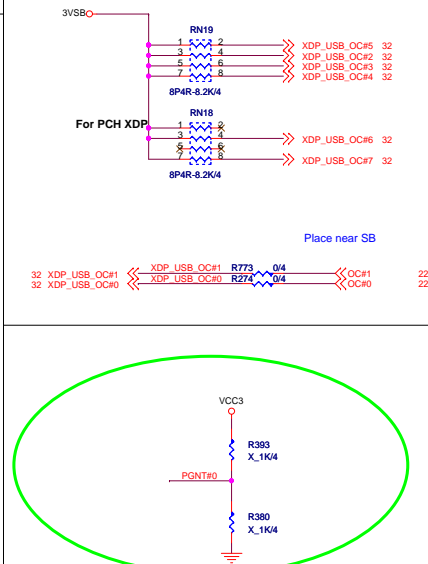 3VSB
RN19
1 2 XDP_USB_OC#5 32
3 4 XDP_USB_OC#2 32
5 6 XDP_USB_OC#3 32
7 8 XDP_USB_OC#4 32
8P4R-8.2K/4
RN18
For PCH XDP
1 2
3 4 XDP_USB_OC#6 32
5 6
7 8 XDP_USB_OC#7 32
8P4R-8.2K/4
Place near SB
32 XDP_USB_OC#1 XDP_USB_OC#1 R773 0/4 OC#1 22
32 XDP_USB_OC#0 XDP_USB_OC#0 R274 0/4 OC#0 22
VCC3
R393
X_1K/4
PGNT#0
R380
X_1K/4